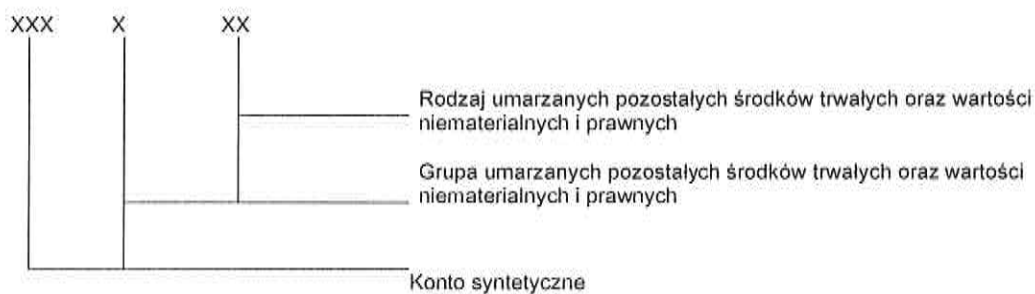 XXX X XX
Rodzaj umarzanych pozostałych środków trwałych oraz wartości
niematerialnych i prawnych
Grupa umarzanych pozostałych środków trwałych oraz wartości
niematerialnych i prawnych
Konto syntetyczne